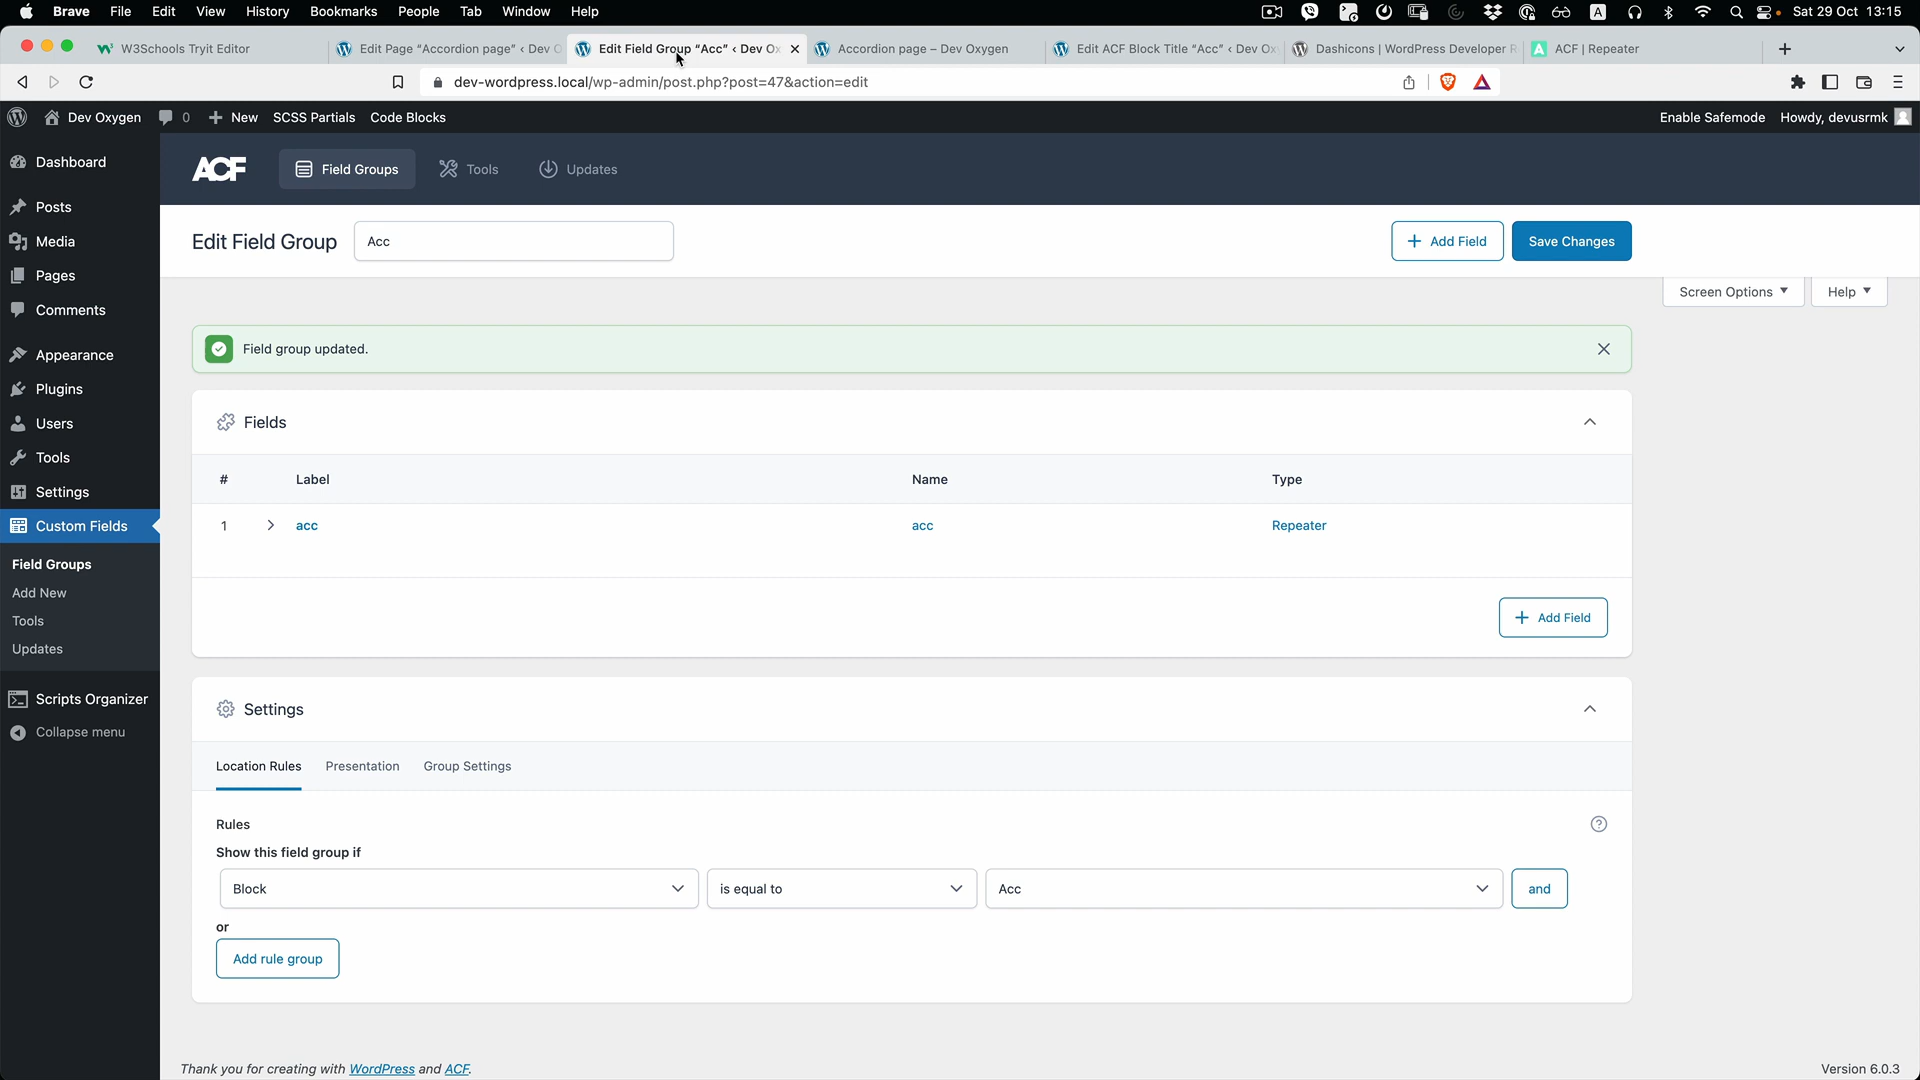 Brave File Edit View History Bookmarks People Tab Window Help A Sat 29 Oct 13:15
W3Schools Tryit Editor Edit Page “Accordion page” ‹ Dev O Edit Field Group “Acc” ‹ Dev Ox Accordion page – Dev Oxygen Edit ACF Block Title “Acc” ‹ Dev Ox Dashicons | WordPress Developer R A ACF | Repeater
dev-wordpress.local/wp-admin/post.php?post=47&action=edit
Dev Oxygen 0 New SCSS Partials Code Blocks Enable Safemode Howdy, devusrmk
Dashboard
Posts
Media
Pages
Comments
Appearance
Plugins
Users
Tools
Settings
Custom Fields
Field Groups
Add New
Tools
Updates
Scripts Organizer
Collapse menu
ACF Field Groups Tools Updates
Edit Field Group Acc + Add Field Save Changes
Screen Options Help
Field group updated.
Fields
# Label Name Type
1 acc acc Repeater
+ Add Field
Settings
Location Rules Presentation Group Settings
Rules
Show this field group if
Block is equal to Acc and
or
Add rule group
Thank you for creating with WordPress and ACF. Version 6.0.3